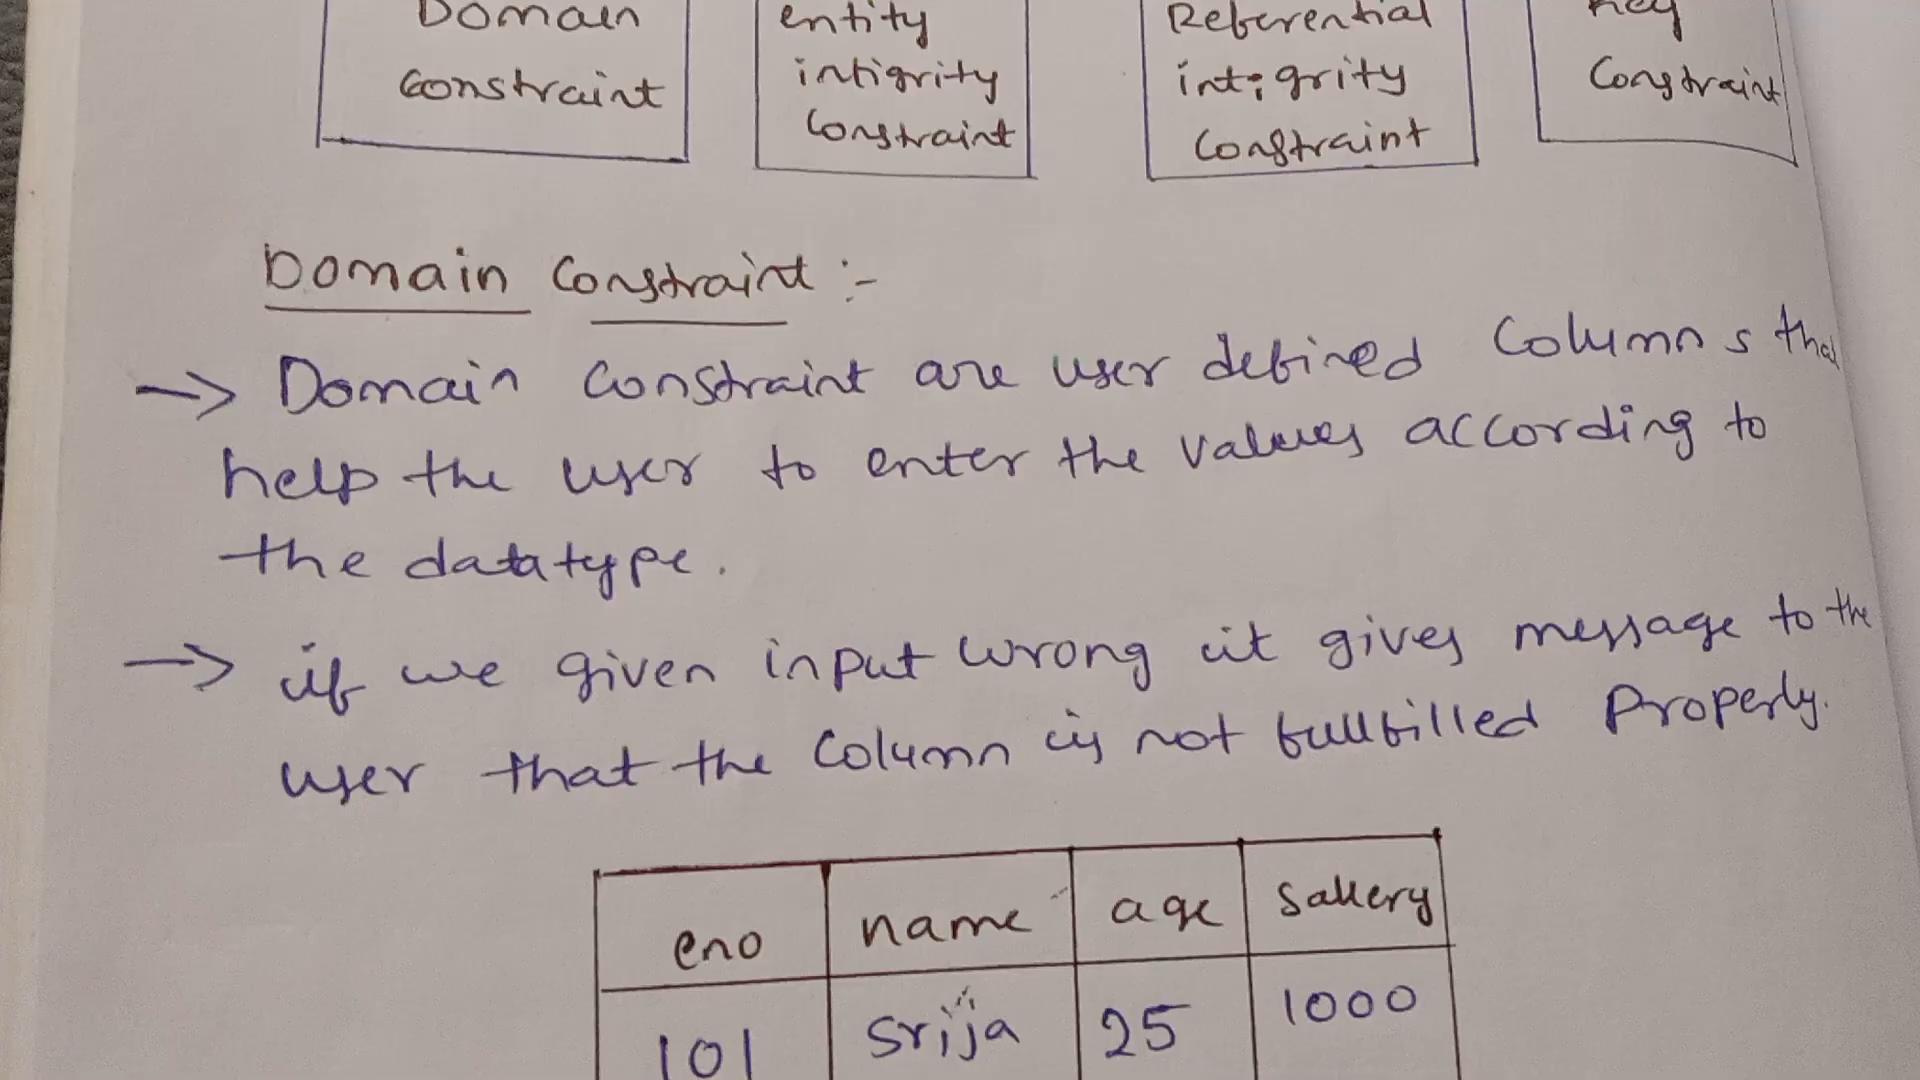 Domain
Constraint
entity
intigrity
Constraint
Referential
intigrity
Constraint
Key
Constraint
Domain Constraint :-
→ Domain Constraint are user defined Columns that
help the user to enter the values according to
the datatype.
→ if we given input wrong it gives message to the
user that the Column is not fullfilled Properly.
eno name age sallery
101 Srija 25 1000